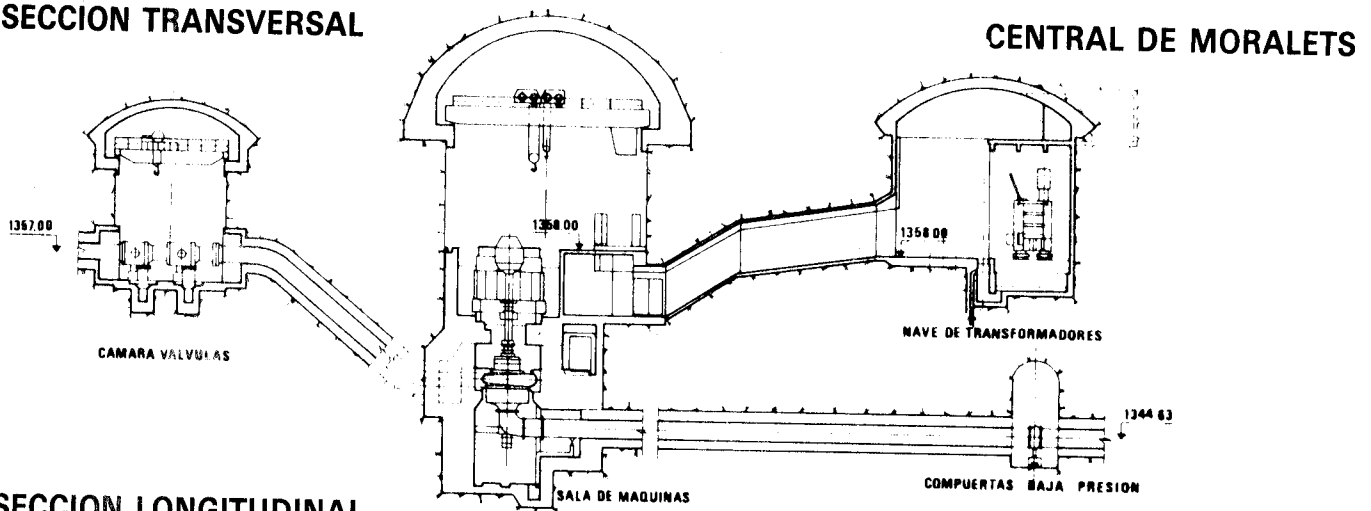 SECCION TRANSVERSAL
CENTRAL DE MORALETS
1357.00
1358.00
1358.00
CAMARA VALVULAS
NAVE DE TRANSFORMADORES
1344.63
SALA DE MAQUINAS
COMPUERTAS BAJA PRESION
SECCION LONGITUDINAL